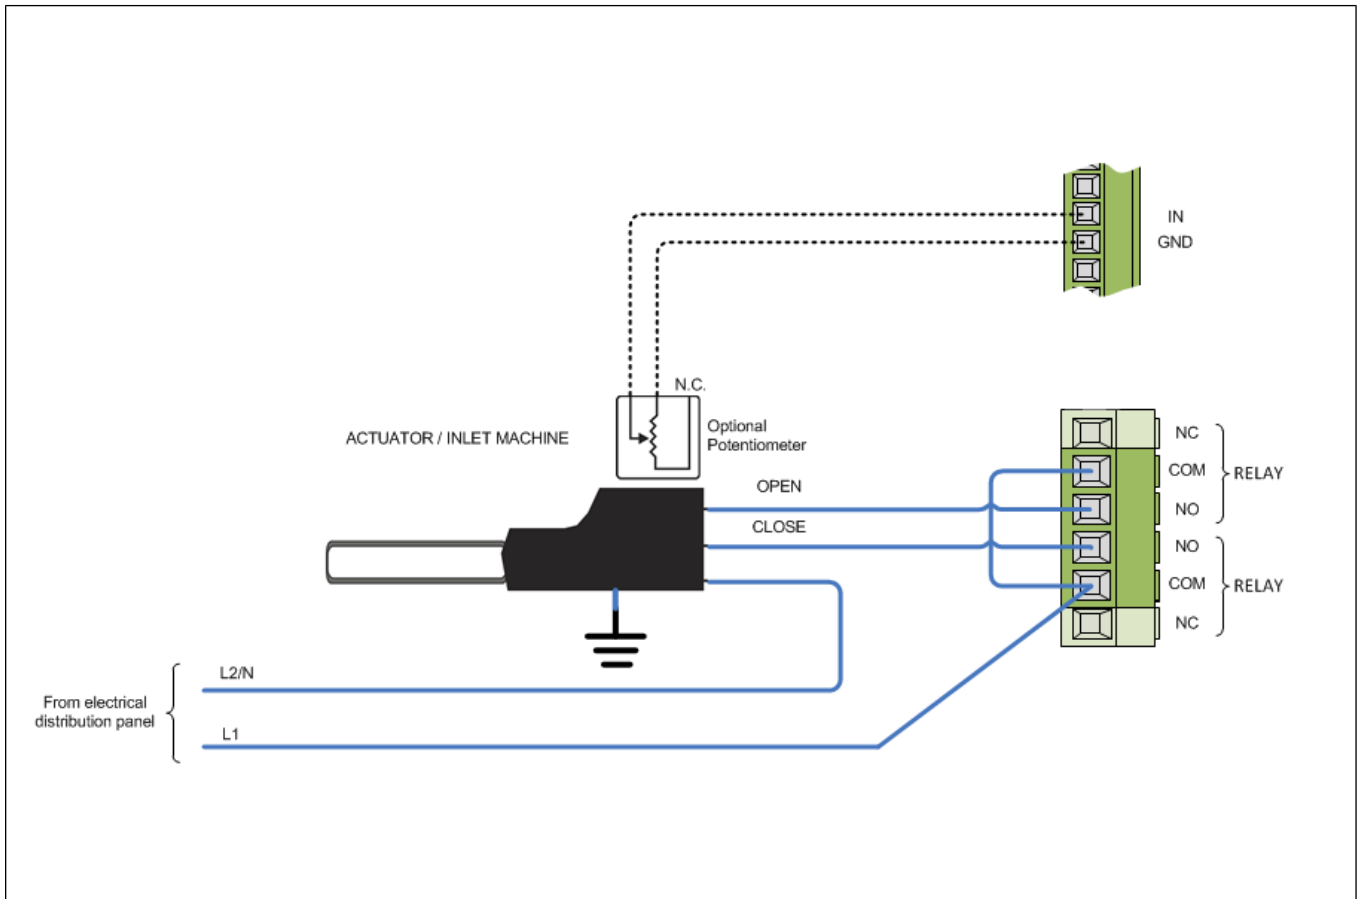 IN
GND
N.C.
ACTUATOR / INLET MACHINE
Optional
Potentiometer
OPEN
CLOSE
NC
COM
RELAY
NO
NO
COM
RELAY
NC
L2/N
From electrical
distribution panel
L1